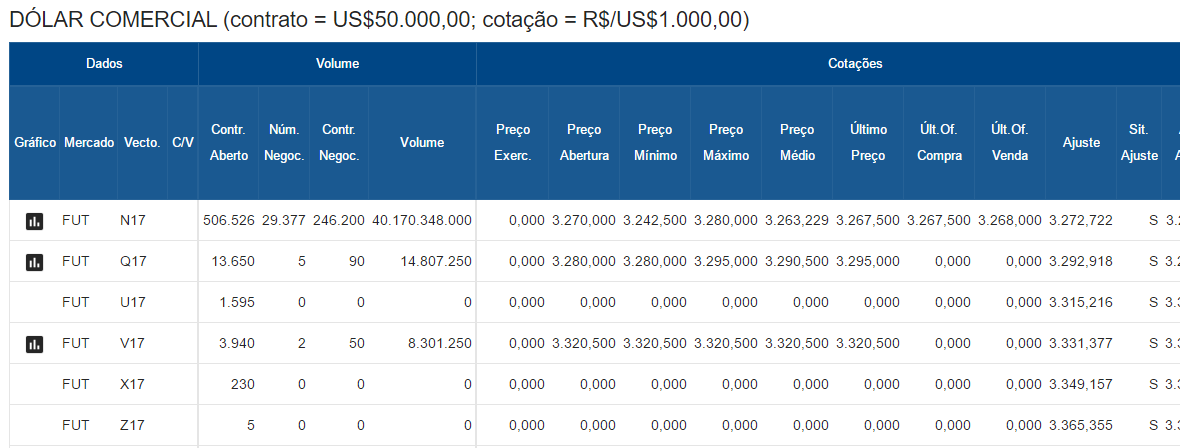 DÓLAR COMERCIAL (contrato = US$50.000,00; cotação = R$/US$1.000,00)
Dados Volume Cotações
Gráfico Mercado Vecto. C/V Contr. Aberto Núm. Negoc. Contr. Negoc. Volume Preço Exerc. Preço Abertura Preço Mínimo Preço Máximo Preço Médio Último Preço Últ.Of. Compra Últ.Of. Venda Ajuste Sit. Ajuste
FUT N17 506.526 29.377 246.200 40.170.348.000 0,000 3.270,000 3.242,500 3.280,000 3.263,229 3.267,500 3.267,500 3.268,000 3.272,722 S
FUT Q17 13.650 5 90 14.807.250 0,000 3.280,000 3.280,000 3.295,000 3.290,500 3.295,000 0,000 0,000 3.292,918 S
FUT U17 1.595 0 0 0 0,000 0,000 0,000 0,000 0,000 0,000 0,000 0,000 3.315,216 S
FUT V17 3.940 2 50 8.301.250 0,000 3.320,500 3.320,500 3.320,500 3.320,500 3.320,500 0,000 0,000 3.331,377 S
FUT X17 230 0 0 0 0,000 0,000 0,000 0,000 0,000 0,000 0,000 0,000 3.349,157 S
FUT Z17 5 0 0 0 0,000 0,000 0,000 0,000 0,000 0,000 0,000 0,000 3.365,355 S